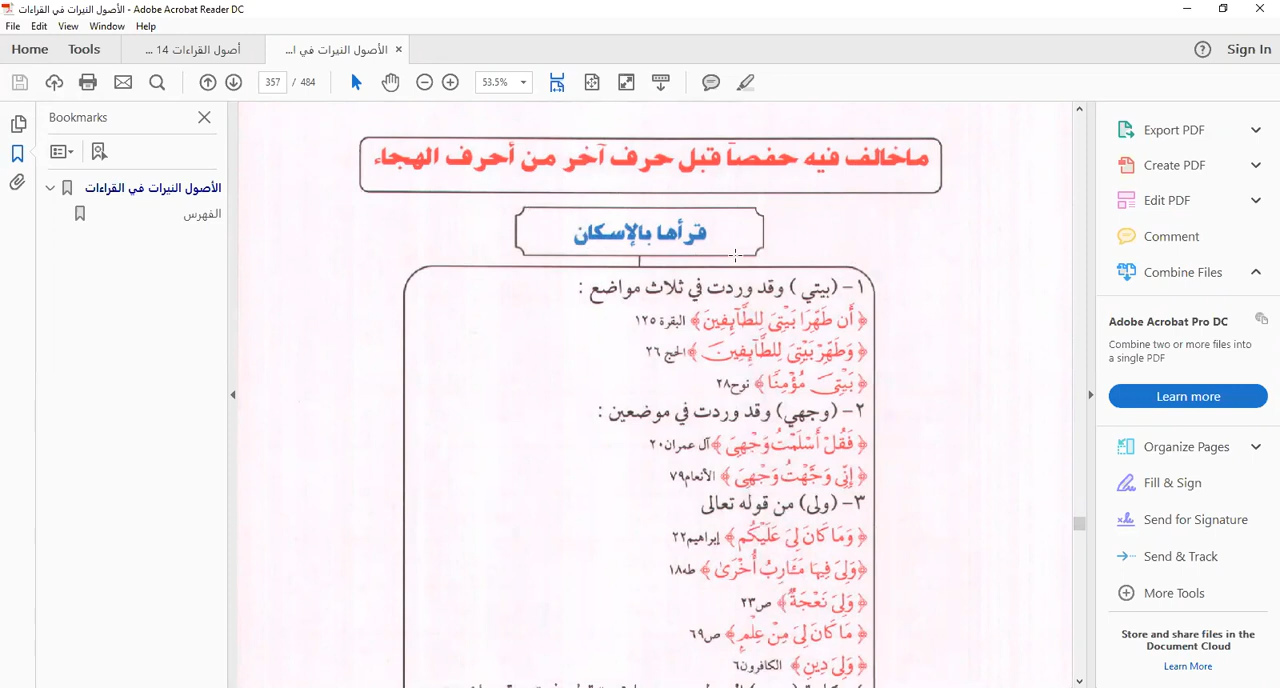 الأصول النيرات في القراءات - Adobe Acrobat Reader DC
File Edit View Window Help
Home Tools أصول القراءات 14 ... الأصول النيرات في ا... × Sign In
357 / 484 53.5%
Bookmarks
الأصول النيرات في القراءات
الفهرس
ماخالف فيه حفصاً قبل حرف آخر من أحرف الهجاء
قرأها بالإسكان
١- (بيتي) وقد وردت في ثلاث مواضع :
﴿أَن طَهِّرَا بَيْتِيَ لِلطَّآئِفِينَ﴾ البقرة ١٢٥
﴿وَطَهِّرْ بَيْتِيَ لِلطَّآئِفِينَ﴾ الحج ٢٦
﴿بَيْتِيَ مُؤْمِنًا﴾ نوح٢٨
٢- (وجهي) وقد وردت في موضعين :
﴿فَقُلْ أَسْلَمْتُ وَجْهِيَ﴾ آل عمران٢٠
﴿إِنِّي وَجَّهْتُ وَجْهِيَ﴾ الأنعام٧٩
٣- (ولى) من قوله تعالى
﴿وَمَا كَانَ لِيَ عَلَيْكُم﴾ إبراهيم٢٢
﴿وَلِيَ فِيهَا مَـَٔارِبُ أُخْرَىٰ﴾ طه١٨
﴿وَلِيَ نَعْجَةٌ﴾ ص٢٣
﴿مَا كَانَ لِيَ مِنْ عِلْمٍ﴾ ص٦٩
﴿وَلِيَ دِينِ﴾ الكافرون٦
Export PDF
Create PDF
Edit PDF
Comment
Combine Files
Adobe Acrobat Pro DC
Combine two or more files into
a single PDF
Learn more
Organize Pages
Fill & Sign
Send for Signature
Send & Track
More Tools
Store and share files in the
Document Cloud
Learn More